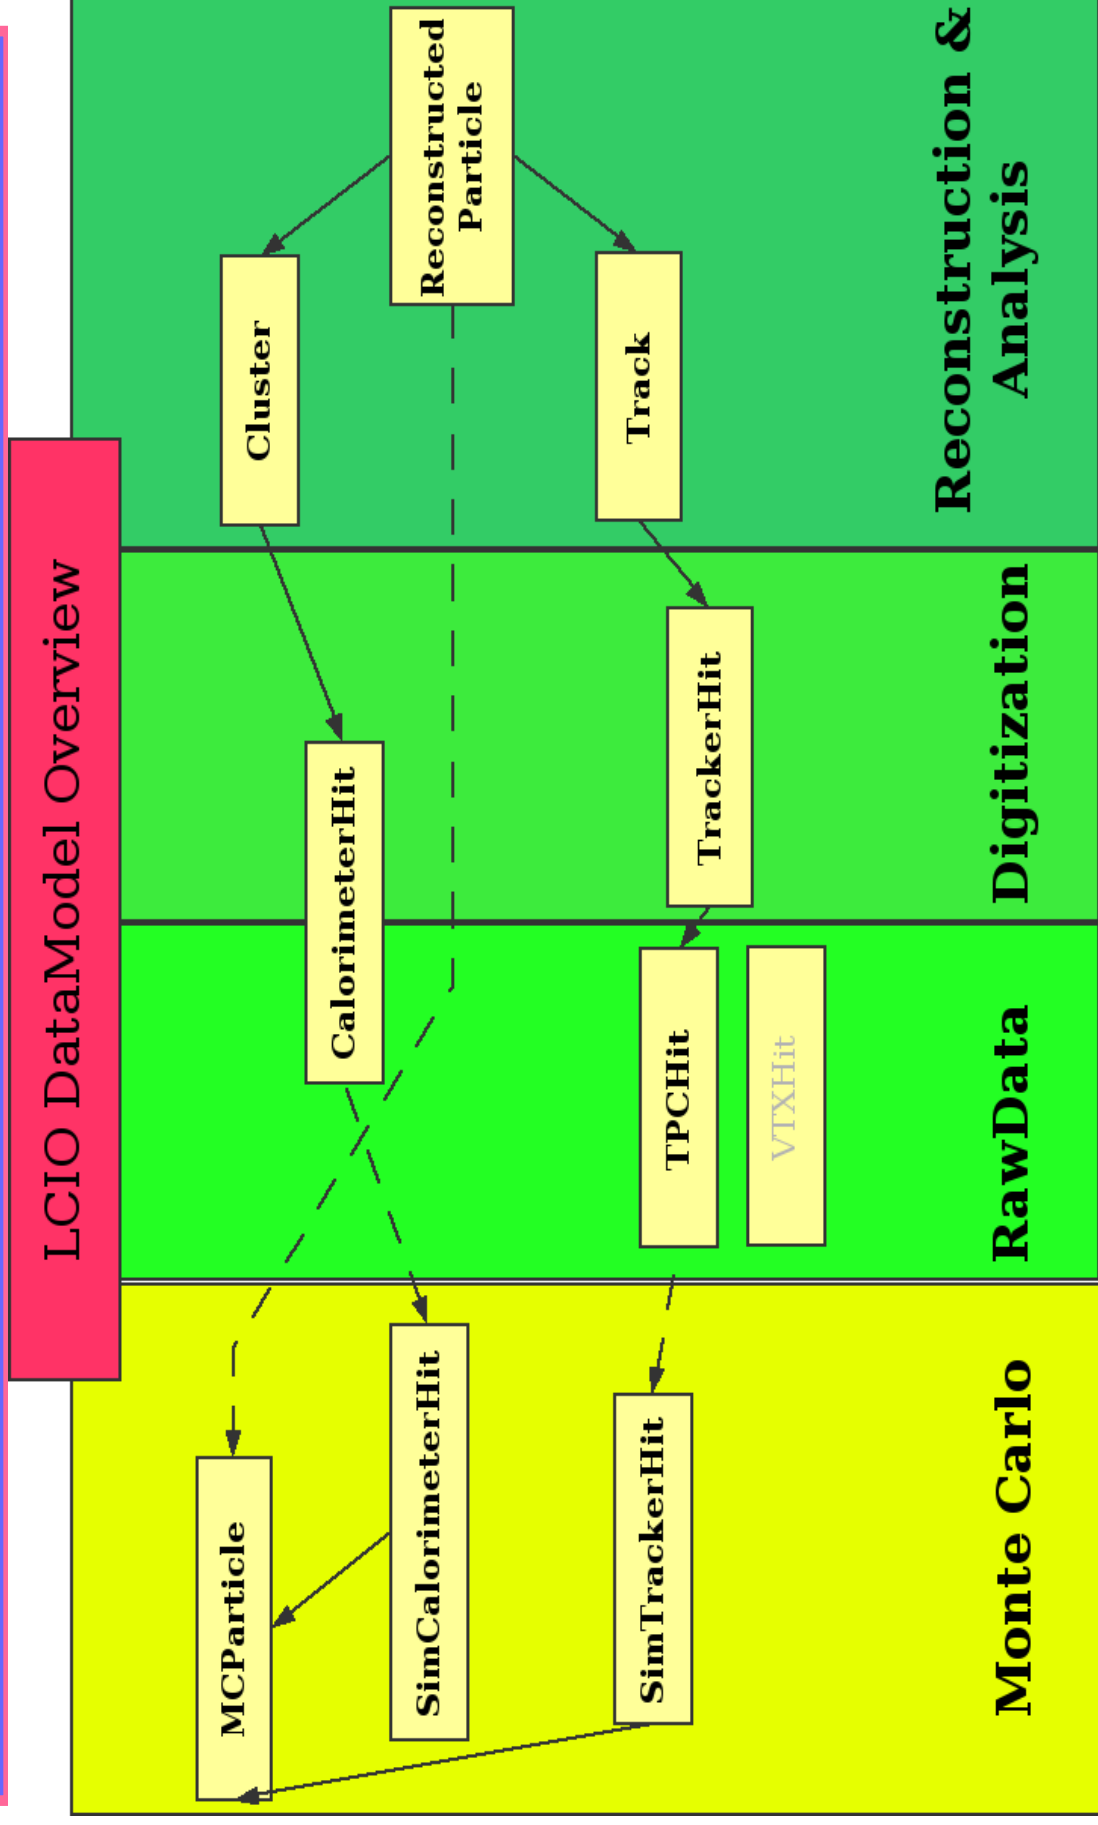 LCIO DataModel Overview
MCParticle
Cluster
CalorimeterHit
SimCalorimeterHit
Reconstructed
Particle
SimTrackerHit
TPCHit
TrackerHit
Track
VTXHit
Monte Carlo
RawData
Digitization
Reconstruction &
Analysis